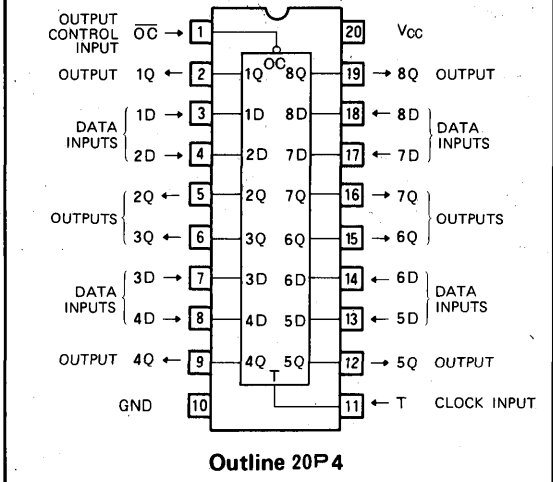 OUTPUT
CONTROL OC → 1
INPUT
20 VCC
OC
OUTPUT 1Q ← 2 1Q 8Q 19 → 8Q OUTPUT
1D → 3 1D 8D 18 ← 8D
DATA INPUTS DATA INPUTS
2D → 4 2D 7D 17 ← 7D
2Q ← 5 2Q 7Q 16 → 7Q
OUTPUTS OUTPUTS
3Q ← 6 3Q 6Q 15 → 6Q
3D → 7 3D 6D 14 ← 6D
DATA INPUTS DATA INPUTS
4D → 8 4D 5D 13 ← 5D
OUTPUT 4Q ← 9 4Q 5Q 12 → 5Q OUTPUT
T
GND 10 11 ← T CLOCK INPUT
Outline 20P4